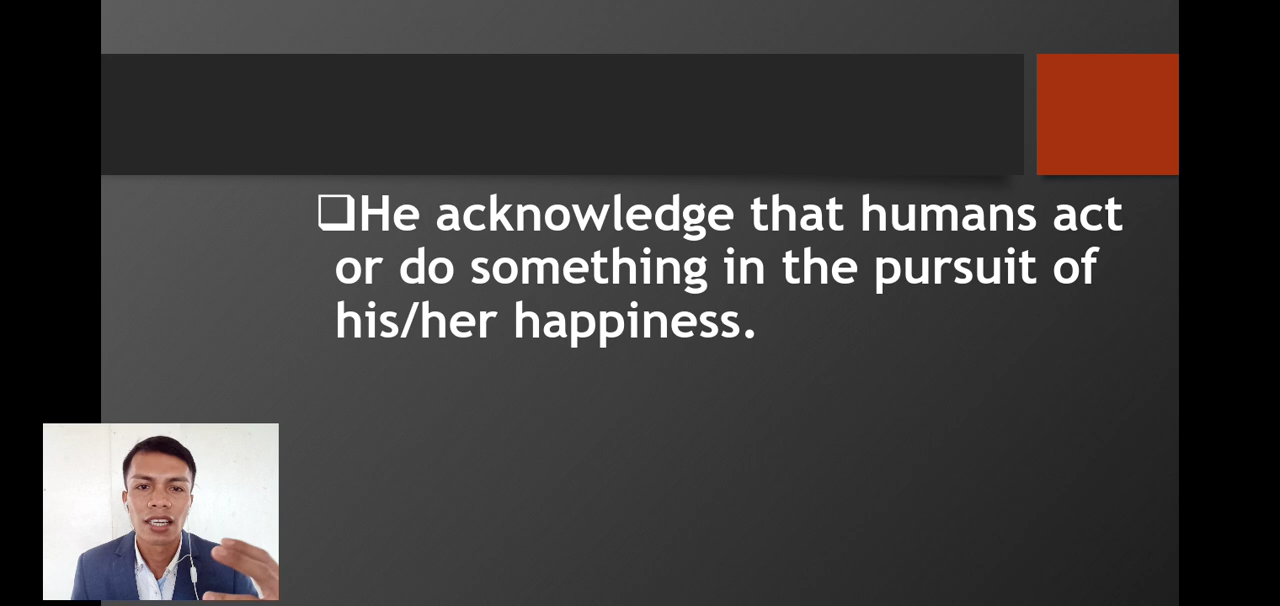 ❑He acknowledge that humans act
or do something in the pursuit of
his/her happiness.